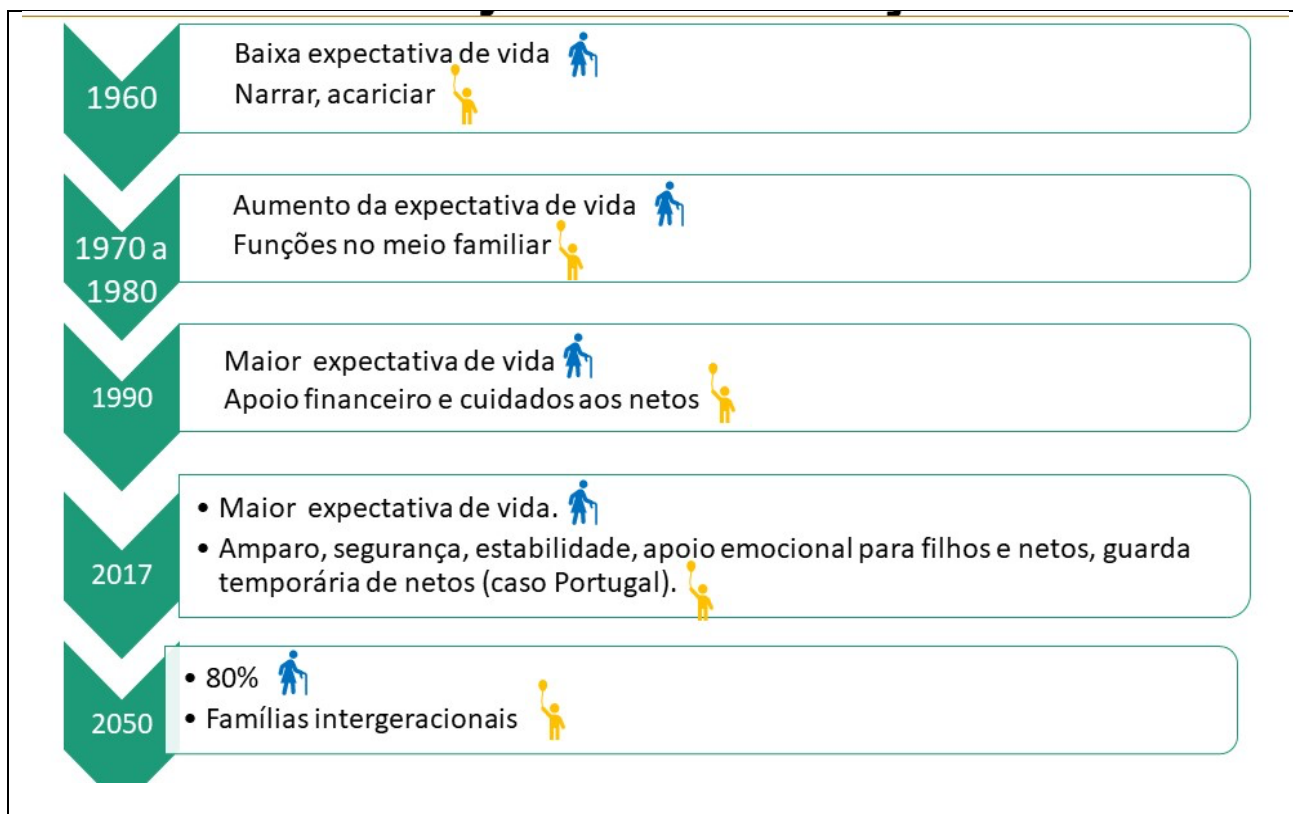 1960
Baixa expectativa de vida
Narrar, acariciar
1970 a
1980
Aumento da expectativa de vida
Funções no meio familiar
1990
Maior expectativa de vida
Apoio financeiro e cuidados aos netos
2017
• Maior expectativa de vida.
• Amparo, segurança, estabilidade, apoio emocional para filhos e netos, guarda
temporária de netos (caso Portugal).
2050
• 80%
• Famílias intergeracionais